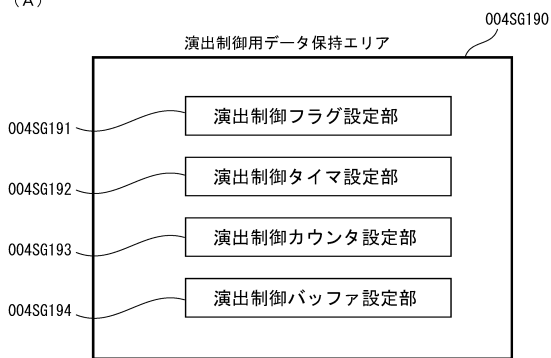 (A)
004SG190
演出制御用データ保持エリア
004SG191
演出制御フラグ設定部
004SG192
演出制御タイマ設定部
004SG193
演出制御カウンタ設定部
004SG194
演出制御バッファ設定部